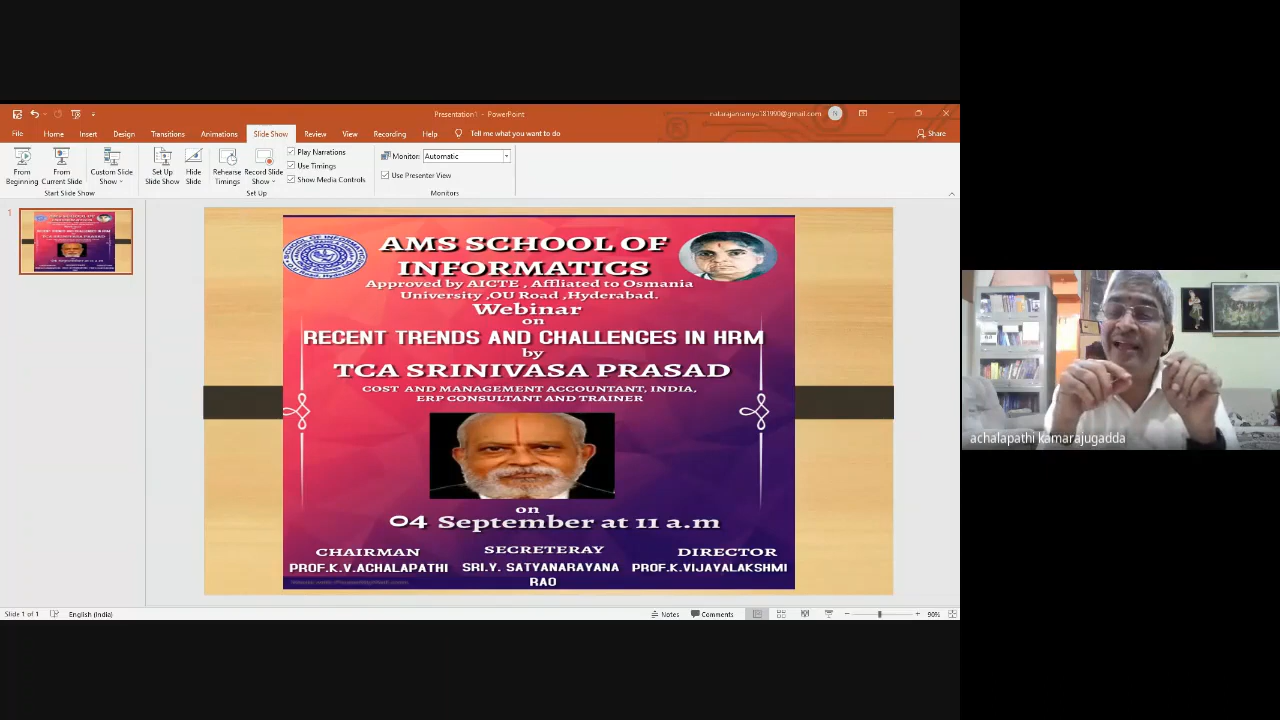 Presentation1 - PowerPoint
natarajanramya181990@gmail.com
N
File Home Insert Design Transitions Animations Slide Show Review View Recording Help Tell me what you want to do
Share
From Beginning
From Current Slide
Custom Slide Show
Set Up Slide Show
Hide Slide
Rehearse Timings
Record Slide Show
Play Narrations
Use Timings
Show Media Controls
Monitor: Automatic
Use Presenter View
Start Slide Show
Set Up
Monitors
1
AMS SCHOOL OF
INFORMATICS
Approved by AICTE , Affliated to Osmania
University ,OU Road ,Hyderabad.
Webinar
on
RECENT TRENDS AND CHALLENGES IN HRM
by
TCA SRINIVASA PRASAD
COST AND MANAGEMENT ACCOUNTANT, INDIA,
ERP CONSULTANT AND TRAINER
on
04 September at 11 a.m
CHAIRMAN
PROF.K.V.ACHALAPATHI
SECRETERAY
SRI.Y. SATYANARAYANA
RAO
DIRECTOR
PROF.K.VIJAYALAKSHMI
achalapathi kamarajugadda
Slide 1 of 1
English (India)
Notes
Comments
90%